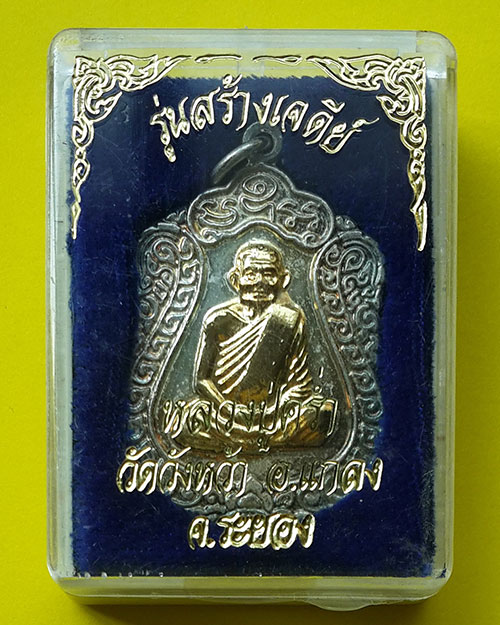 รุ่นสร้างเจดีย์
หลวงปู่คร่ำ
วัดวังหว้า อ.แกลง
จ.ระยอง